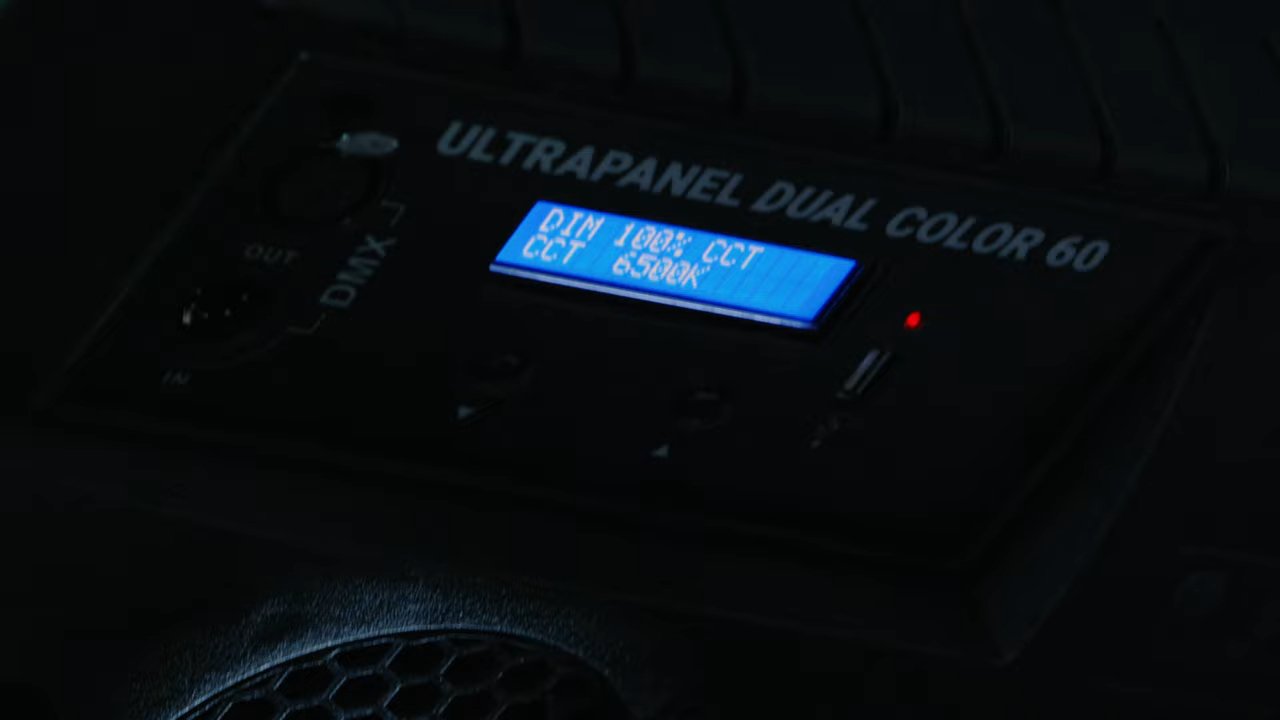 ULTRAPANEL DUAL COLOR 60
DIM 100% CCT
CCT 6500K
OUT
DMX
IN